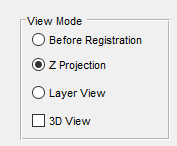 View Mode
Before Registration
Z Projection
Layer View
3D View